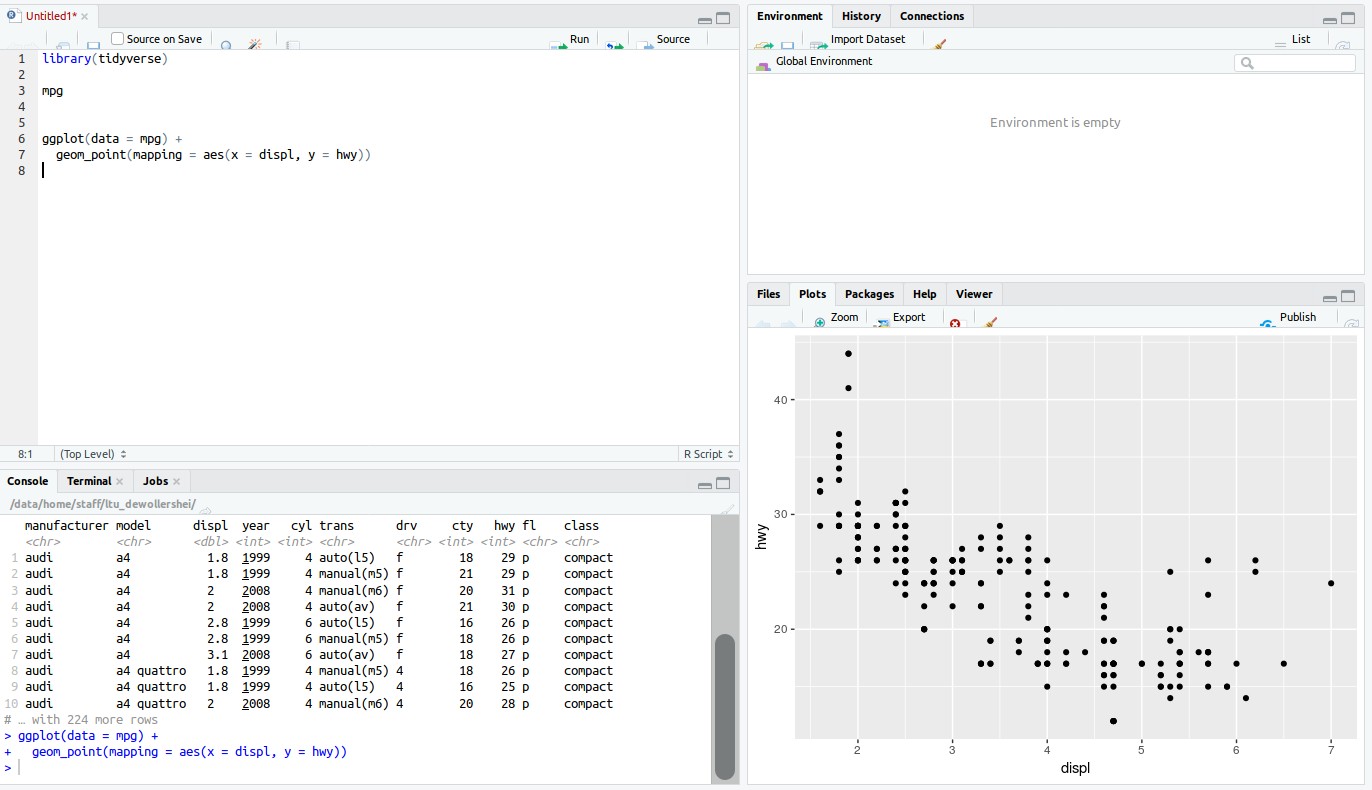 Untitled1*
Source on Save
Run
Source
1 library(tidyverse)
2
3 mpg
4
5
6 ggplot(data = mpg) +
7   geom_point(mapping = aes(x = displ, y = hwy))
8
8:1 (Top Level) R Script
Console Terminal Jobs
/data/home/staff/ltu_dewollershei/
manufacturer model displ year cyl trans drv cty hwy fl class
<chr> <chr> <dbl> <int> <int> <chr> <chr> <int> <int> <chr> <chr>
1 audi a4 1.8 1999 4 auto(l5) f 18 29 p compact
2 audi a4 1.8 1999 4 manual(m5) f 21 29 p compact
3 audi a4 2 2008 4 manual(m6) f 20 31 p compact
4 audi a4 2 2008 4 auto(av) f 21 30 p compact
5 audi a4 2.8 1999 6 auto(l5) f 16 26 p compact
6 audi a4 2.8 1999 6 manual(m5) f 18 26 p compact
7 audi a4 3.1 2008 6 auto(av) f 18 27 p compact
8 audi a4 quattro 1.8 1999 4 manual(m5) 4 18 26 p compact
9 audi a4 quattro 1.8 1999 4 auto(l5) 4 16 25 p compact
10 audi a4 quattro 2 2008 4 manual(m6) 4 20 28 p compact
# … with 224 more rows
> ggplot(data = mpg) +
+   geom_point(mapping = aes(x = displ, y = hwy))
>
Environment History Connections
Import Dataset List
Global Environment
Environment is empty
Files Plots Packages Help Viewer
Zoom Export Publish
40
30
20
hwy
2 3 4 5 6 7
displ